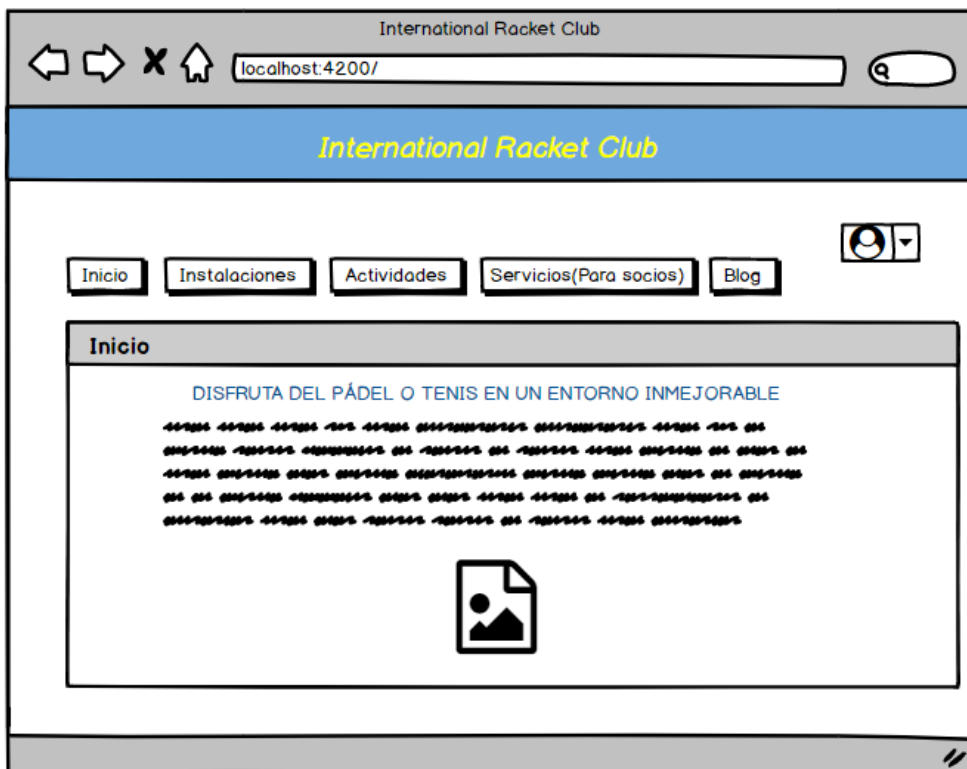 International Racket Club
localhost:4200/
International Racket Club
Inicio
Instalaciones
Actividades
Servicios(Para socios)
Blog
Inicio
DISFRUTA DEL PÁDEL O TENIS EN UN ENTORNO INMEJORABLE